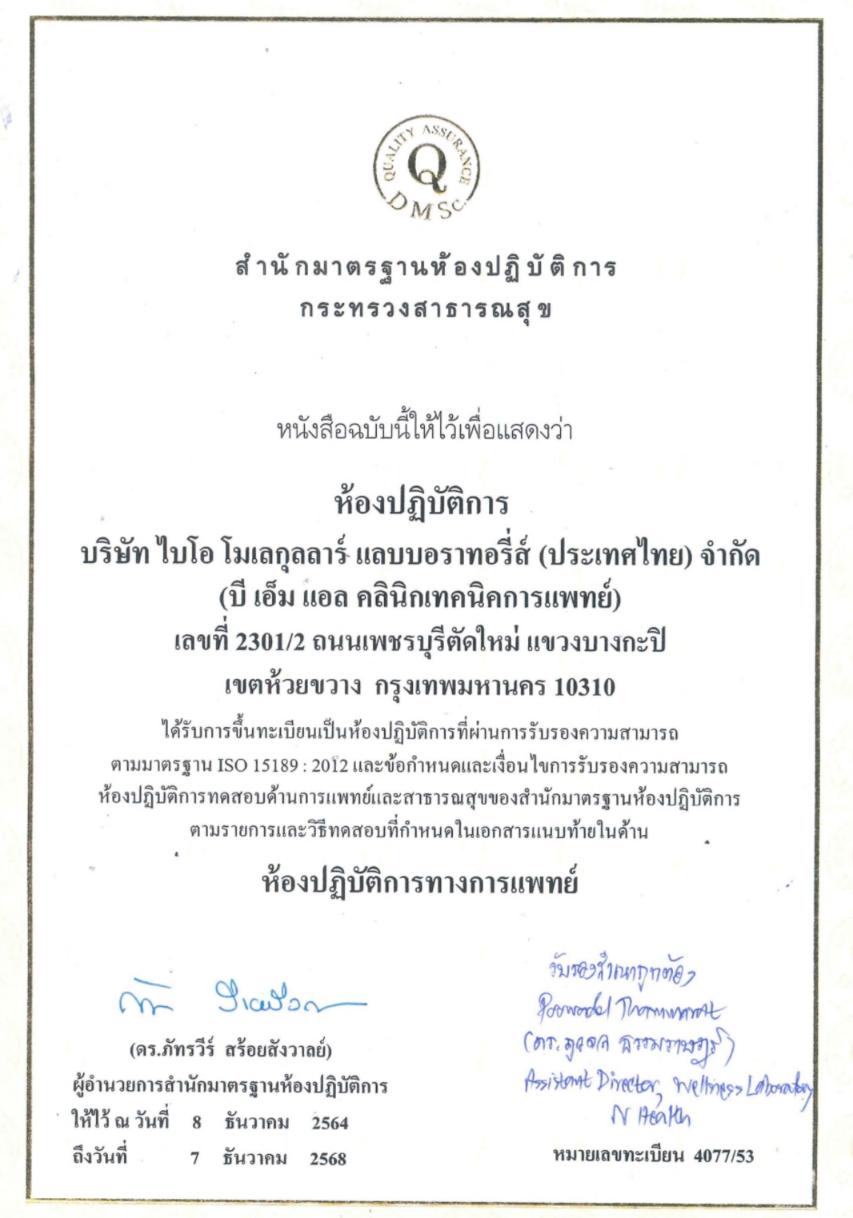 QUALITY ASSURANCE
Q
DMSc.
สำนักมาตรฐานห้องปฏิบัติการ
กระทรวงสาธารณสุข
หนังสือฉบับนี้ให้ไว้เพื่อแสดงว่า
ห้องปฏิบัติการ
บริษัท ไบโอ โมเลกุลลาร์ แลบบอราทอรี่ส์ (ประเทศไทย) จำกัด
(บี เอ็ม แอล คลินิกเทคนิคการแพทย์)
เลขที่ 2301/2 ถนนเพชรบุรีตัดใหม่ แขวงบางกะปิ
เขตห้วยขวาง กรุงเทพมหานคร 10310
ได้รับการขึ้นทะเบียนเป็นห้องปฏิบัติการที่ผ่านการรับรองความสามารถ
ตามมาตรฐาน ISO 15189 : 2012 และข้อกำหนดและเงื่อนไขการรับรองความสามารถ
ห้องปฏิบัติการทดสอบด้านการแพทย์และสาธารณสุขของสำนักมาตรฐานห้องปฏิบัติการ
ตามรายการและวิธีทดสอบที่กำหนดในเอกสารแนบท้ายในด้าน
ห้องปฏิบัติการทางการแพทย์
รับรองสำเนาถูกต้อง
(ดร.ภัทรวีร์ สร้อยสังวาลย์)
ผู้อำนวยการสำนักมาตรฐานห้องปฏิบัติการ
Assistant Director, Wellness Laboratory
N Health
ให้ไว้ ณ วันที่ 8 ธันวาคม 2564
ถึงวันที่ 7 ธันวาคม 2568
หมายเลขทะเบียน 4077/53